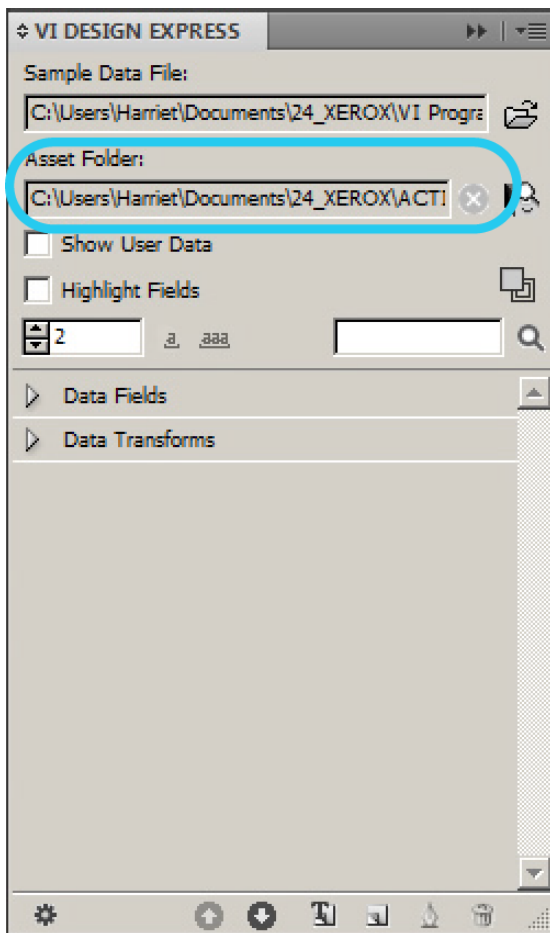 VI DESIGN EXPRESS
Sample Data File:
C:\Users\Harriet\Documents\24_XEROX\VI Progra
Asset Folder:
C:\Users\Harriet\Documents\24_XEROX\ACTI
Show User Data
Highlight Fields
2 a aaa
Data Fields
Data Transforms